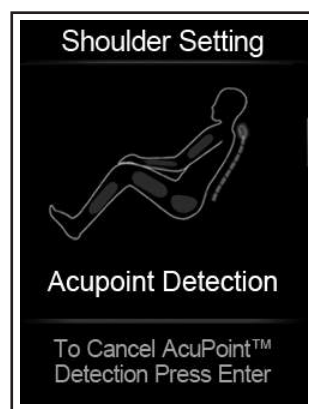 Shoulder Setting
Acupoint Detection
To Cancel AcuPoint™
Detection Press Enter